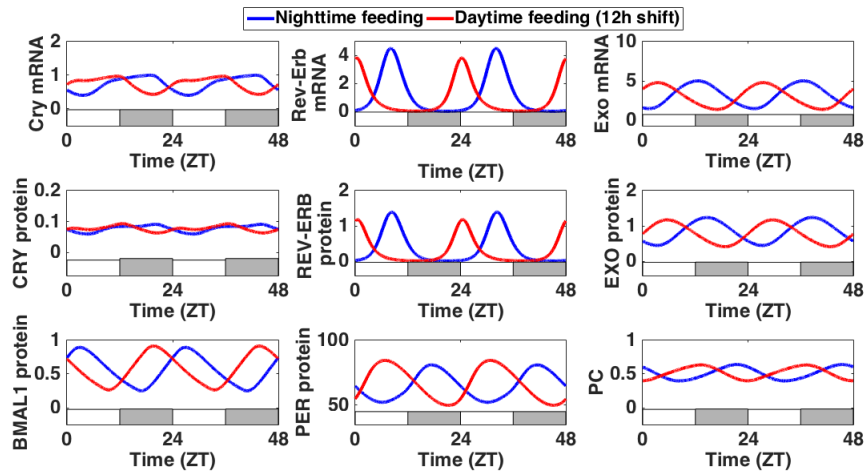 Nighttime feeding Daytime feeding (12h shift)
Cry mRNA
2
1
0
0 24 48
Time (ZT)
Rev-Erb
mRNA
4
2
0
0 24 48
Time (ZT)
Exo mRNA
10
5
0
0 24 48
Time (ZT)
CRY protein
0.2
0.1
0
0 24 48
Time (ZT)
REV-ERB
protein
2
1
0
0 24 48
Time (ZT)
EXO protein
2
1
0
0 24 48
Time (ZT)
BMAL1 protein
1
0.5
0
0 24 48
Time (ZT)
PER protein
100
50
0 24 48
Time (ZT)
PC
1
0.5
0
0 24 48
Time (ZT)